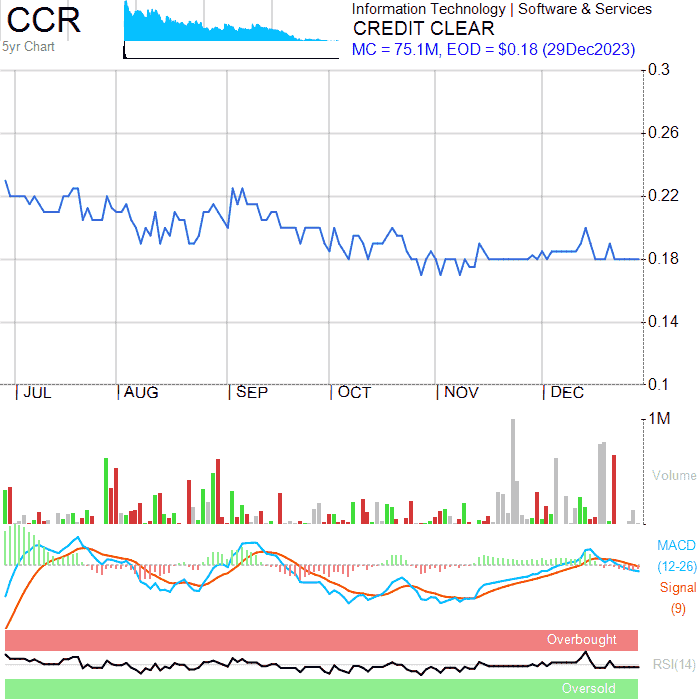 CCR
5yr Chart
Information Technology | Software & Services
CREDIT CLEAR
MC = 75.1M, EOD = $0.18 (29Dec2023)
0.3
0.26
0.22
0.18
0.14
0.1
JUL AUG SEP OCT NOV DEC
1M
Volume
MACD
(12-26)
Signal
(9)
Overbought
RSI(14)
Oversold